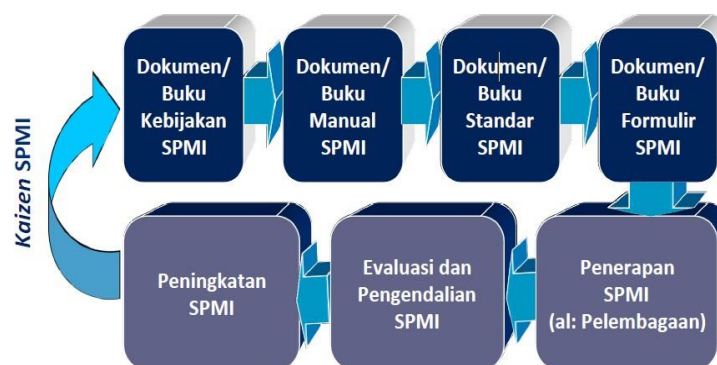 Dokumen/
Buku
Kebijakan
SPMI
Dokumen/
Buku
Manual
SPMI
Dokumen/
Buku
Standar
SPMI
Dokumen/
Buku
Formulir
SPMI
Kaizen SPMI
Peningkatan
SPMI
Evaluasi dan
Pengendalian
SPMI
Penerapan
SPMI
(al: Pelembagaan)